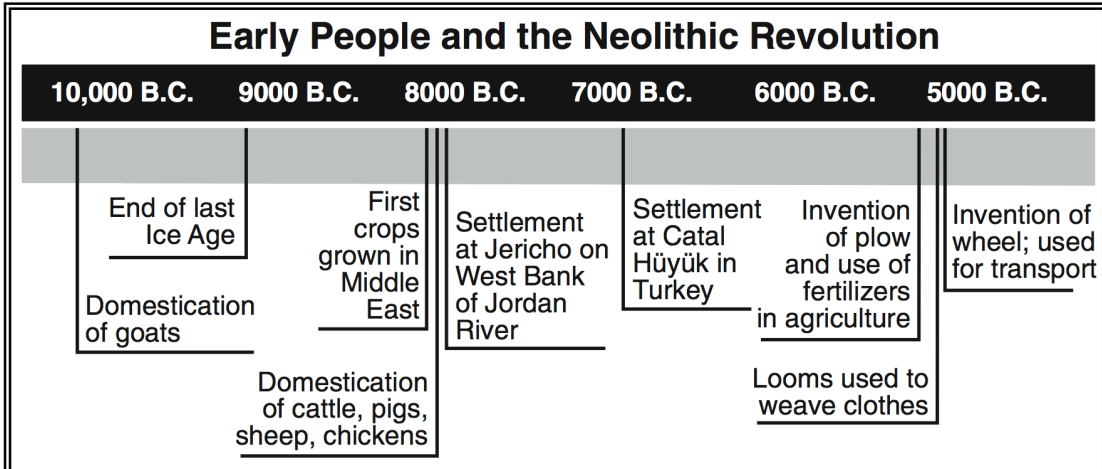 Early People and the Neolithic Revolution
10,000 B.C. 9000 B.C. 8000 B.C. 7000 B.C. 6000 B.C. 5000 B.C.
End of last
Ice Age
Domestication
of goats
First
crops
grown in
Middle
East
Domestication
of cattle, pigs,
sheep, chickens
Settlement
at Jericho on
West Bank
of Jordan
River
Settlement
at Catal
Hüyük in
Turkey
Invention
of plow
and use of
fertilizers
in agriculture
Looms used to
weave clothes
Invention of
wheel; used
for transport